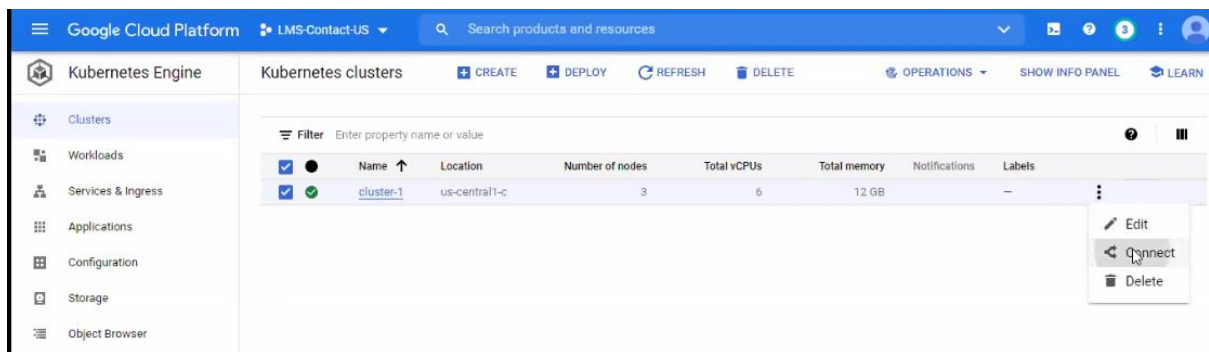 Google Cloud Platform LMS-Contact-US Search products and resources 3
Kubernetes Engine Kubernetes clusters CREATE DEPLOY REFRESH DELETE OPERATIONS SHOW INFO PANEL LEARN
Clusters
Filter Enter property name or value
Workloads
Name Location Number of nodes Total vCPUs Total memory Notifications Labels
Services & Ingress
cluster-1 us-central1-c 3 6 12 GB –
Applications
Edit
Configuration
Connect
Storage
Delete
Object Browser